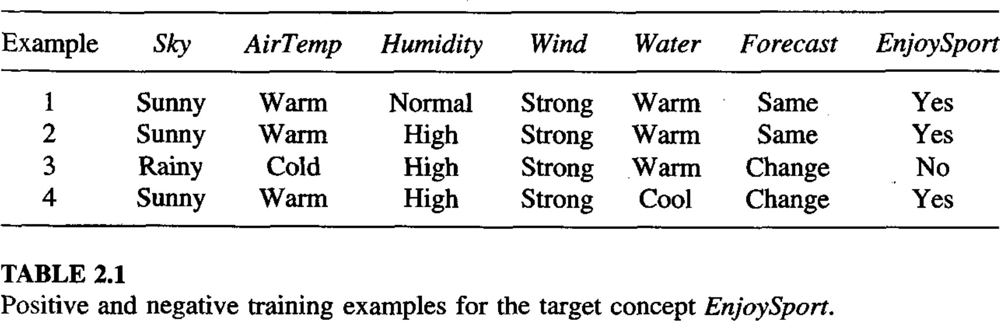 Example Sky AirTemp Humidity Wind Water Forecast EnjoySport
1 Sunny Warm Normal Strong Warm Same Yes
2 Sunny Warm High Strong Warm Same Yes
3 Rainy Cold High Strong Warm Change No
4 Sunny Warm High Strong Cool Change Yes
TABLE 2.1
Positive and negative training examples for the target concept EnjoySport.